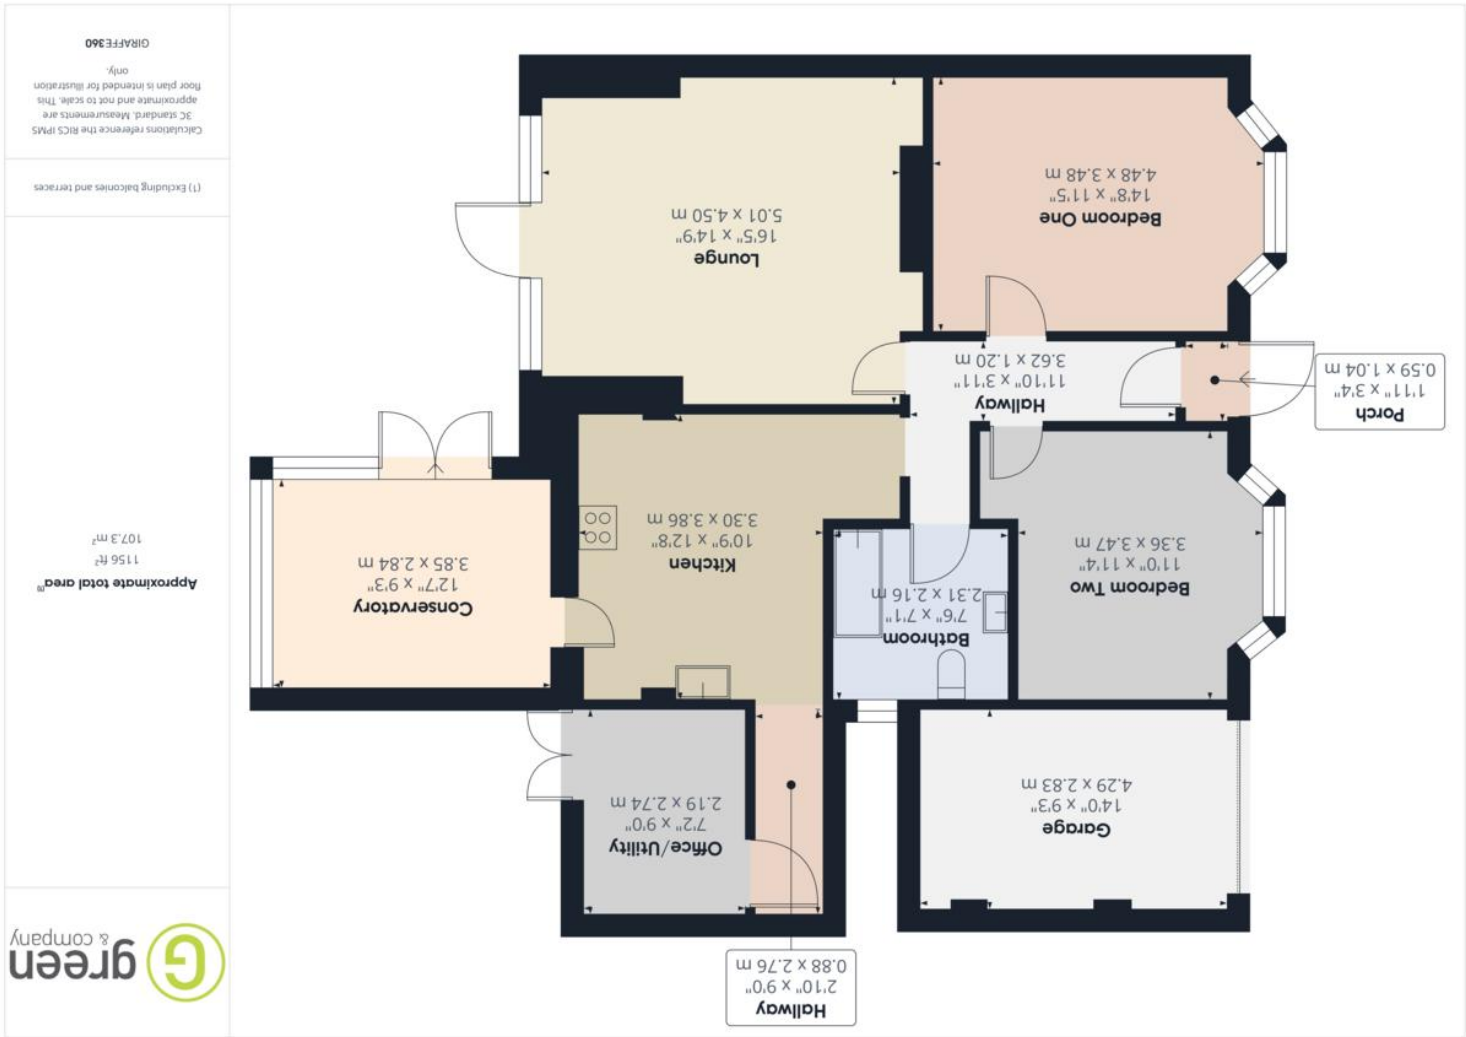 green
& company
Approximate total area(1)
1156 ft²
107.3 m²
(1) Excluding balconies and terraces
Calculations reference the RICS IPMS
3C standard. Measurements are
approximate and not to scale. This
floor plan is intended for illustration
only.
GIRAFFE360
Hallway
2'10" x 9'0"
0.88 x 2.76 m
Garage
14'0" x 9'3"
4.29 x 2.83 m
Office/Utility
7'2" x 9'0"
2.19 x 2.74 m
Bathroom
7'6" x 7'1"
2.31 x 2.16 m
Bedroom Two
11'0" x 11'4"
3.36 x 3.47 m
Kitchen
10'9" x 12'8"
3.30 x 3.86 m
Conservatory
12'7" x 9'3"
3.85 x 2.84 m
Porch
1'11" x 3'4"
0.59 x 1.04 m
Hallway
11'10" x 3'11"
3.62 x 1.20 m
Lounge
16'5" x 14'9"
5.01 x 4.50 m
Bedroom One
14'8" x 11'5"
4.48 x 3.48 m